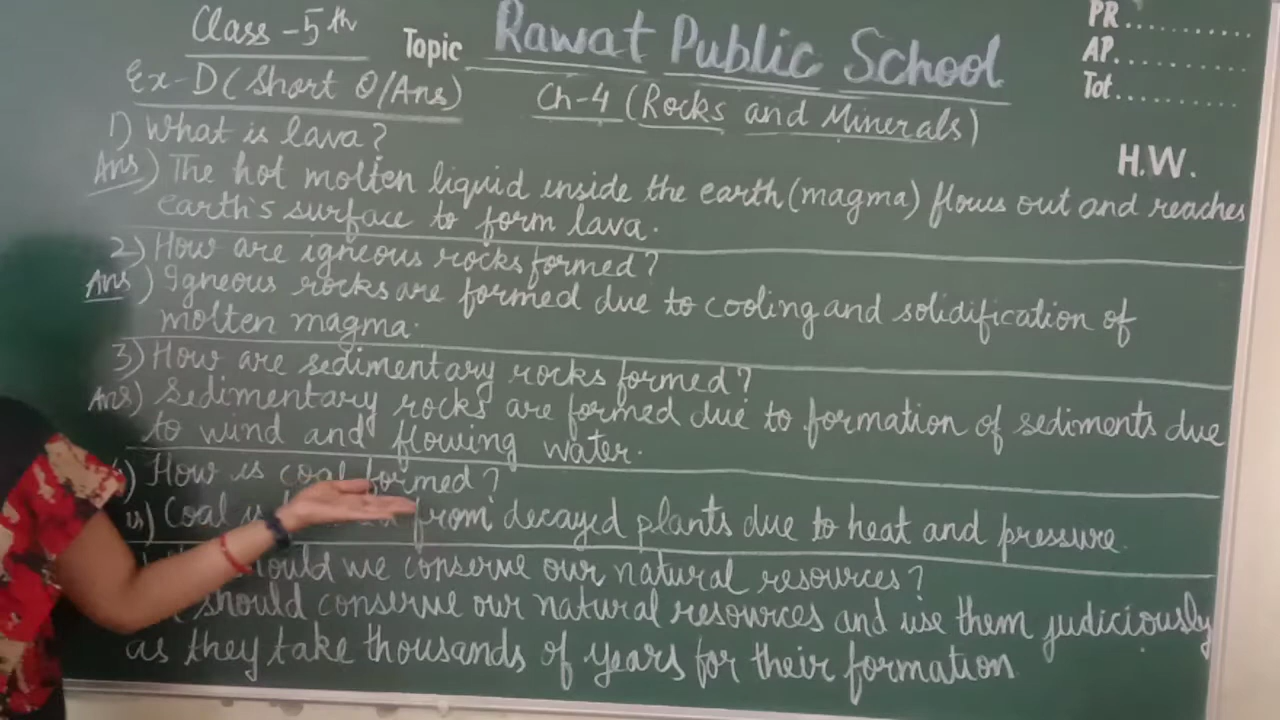 Class -5th
Topic Rawat Public School
PR..............
AP..............
Tot..............
Ex-D (Short Q/Ans)
Ch-4 (Rocks and Minerals)
H.W.
1) What is lava?
Ans) The hot molten liquid inside the earth (magma) flows out and reaches
earth's surface to form lava.
2) How are igneous rocks formed?
Ans) Igneous rocks are formed due to cooling and solidification of
molten magma.
3) How are sedimentary rocks formed?
Ans) Sedimentary rocks are formed due to formation of sediments due
to wind and flowing water.
) How is coal formed?
) Coal is from decayed plants due to heat and pressure.
should we conserve our natural resources?
should conserve our natural resources and use them judiciously
as they take thousands of years for their formation